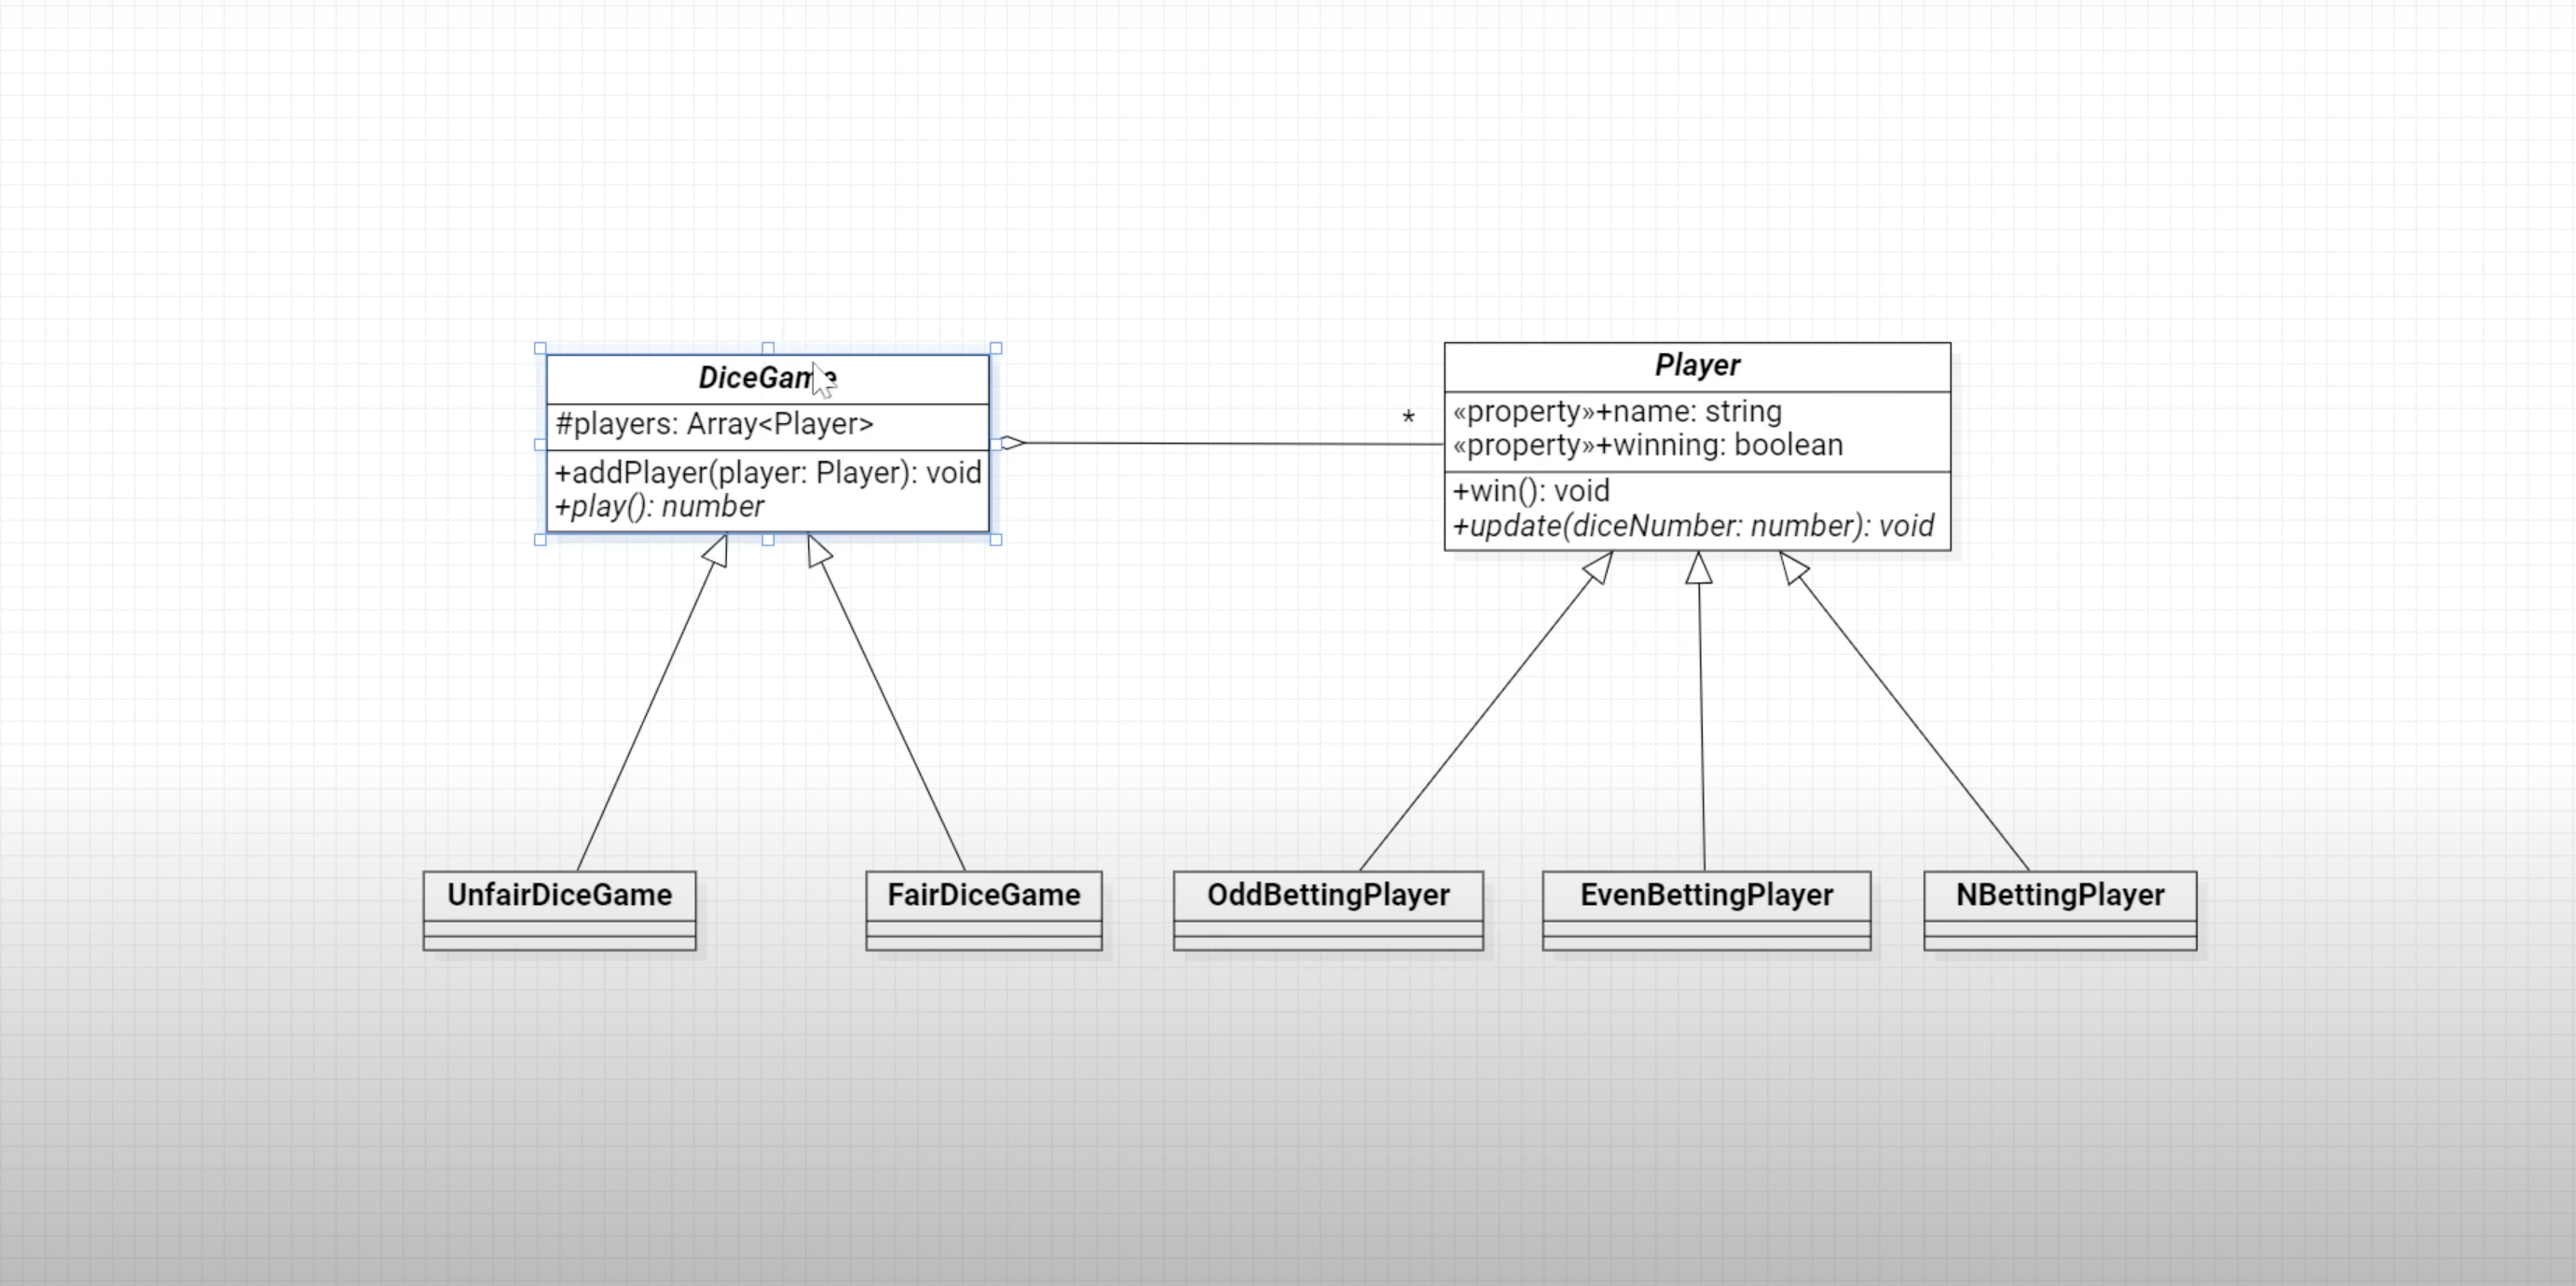 DiceGame
#players: Array<Player>
+addPlayer(player: Player): void
+play(): number
*
Player
«property»+name: string
«property»+winning: boolean
+win(): void
+update(diceNumber: number): void
UnfairDiceGame
FairDiceGame
OddBettingPlayer
EvenBettingPlayer
NBettingPlayer